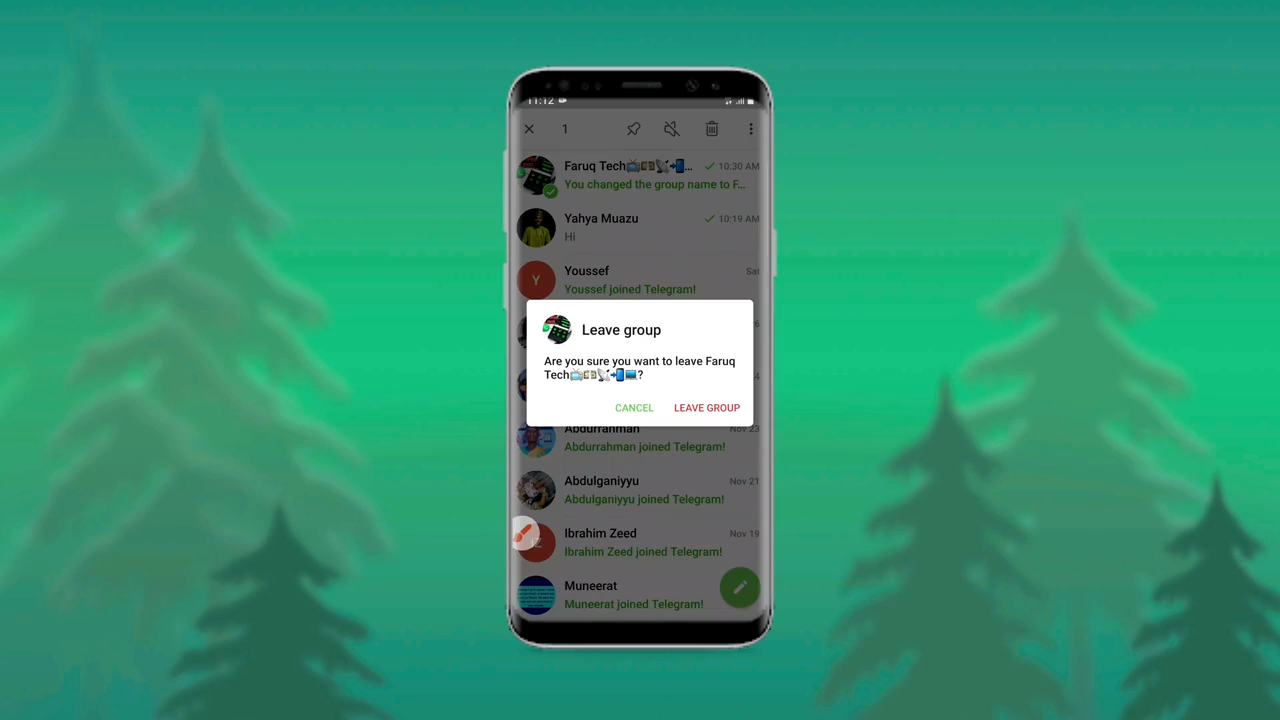 11:12
1
Faruq Tech📺💵📡📲... 10:30 AM
You changed the group name to F...
Yahya Muazu 10:19 AM
Hi
Youssef Sat
Y
Youssef joined Telegram!
Leave group
Are you sure you want to leave Faruq
Tech📺💵📡📲💻?
CANCEL LEAVE GROUP
Abdurrahman Nov 23
Abdurrahman joined Telegram!
Abdulganiyyu Nov 21
Abdulganiyyu joined Telegram!
Ibrahim Zeed Nov 19
Ibrahim Zeed joined Telegram!
Muneerat
Muneerat joined Telegram!